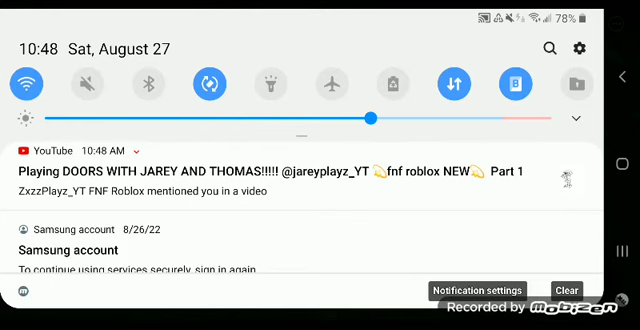 78%
10:48 Sat, August 27
B
YouTube 10:48 AM
Playing DOORS WITH JAREY AND THOMAS!!!!! @jareyplayz_YT 💫fnf roblox NEW💫 Part 1
ZxzzPlayz_YT FNF Roblox mentioned you in a video
Samsung account 8/26/22
Samsung account
To continue using services securely, sign in again
m
Notification settings Clear
Recorded by MOBIZEN